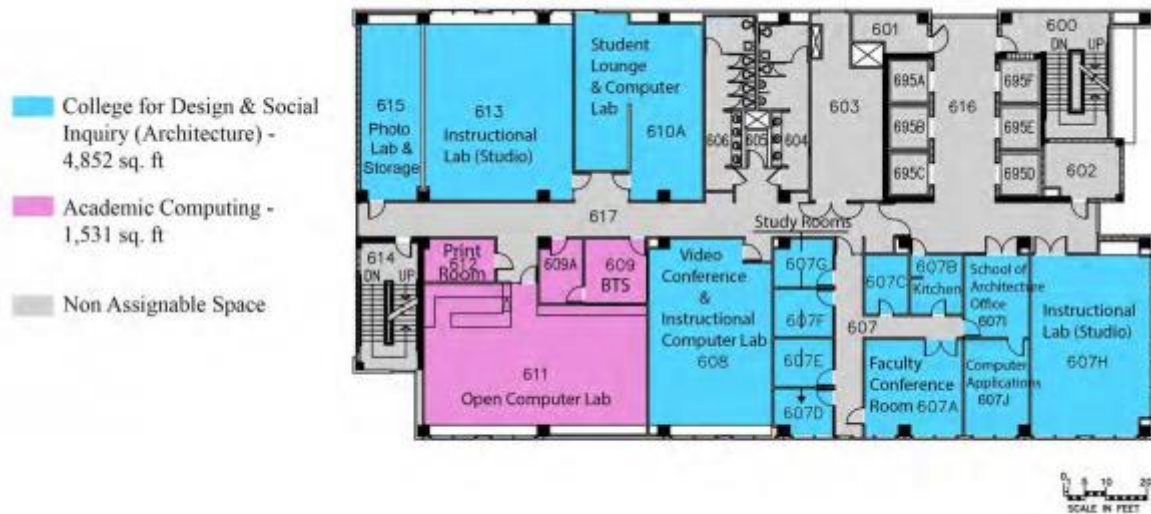 College for Design & Social
Inquiry (Architecture) -
4,852 sq. ft
Academic Computing -
1,531 sq. ft
Non Assignable Space
615
Photo
Lab &
Storage
613
Instructional
Lab (Studio)
Student
Lounge
& Computer
Lab
610A
606
605
604
603
601
695A
695B
695C
616
695F
695E
695D
600
DN UP
602
617
Study Rooms
614
DN UP
Print
612
Room
609A
609
BTS
611
Open Computer Lab
Video
Conference
&
Instructional
Computer Lab
608
607G
607F
607E
607D
607
607C
607B
Kitchen
School of
Architecture
Office
607I
Faculty
Conference
Room 607A
Computer
Applications
607J
Instructional
Lab (Studio)
607H
0 1 5 10 20
SCALE IN FEET